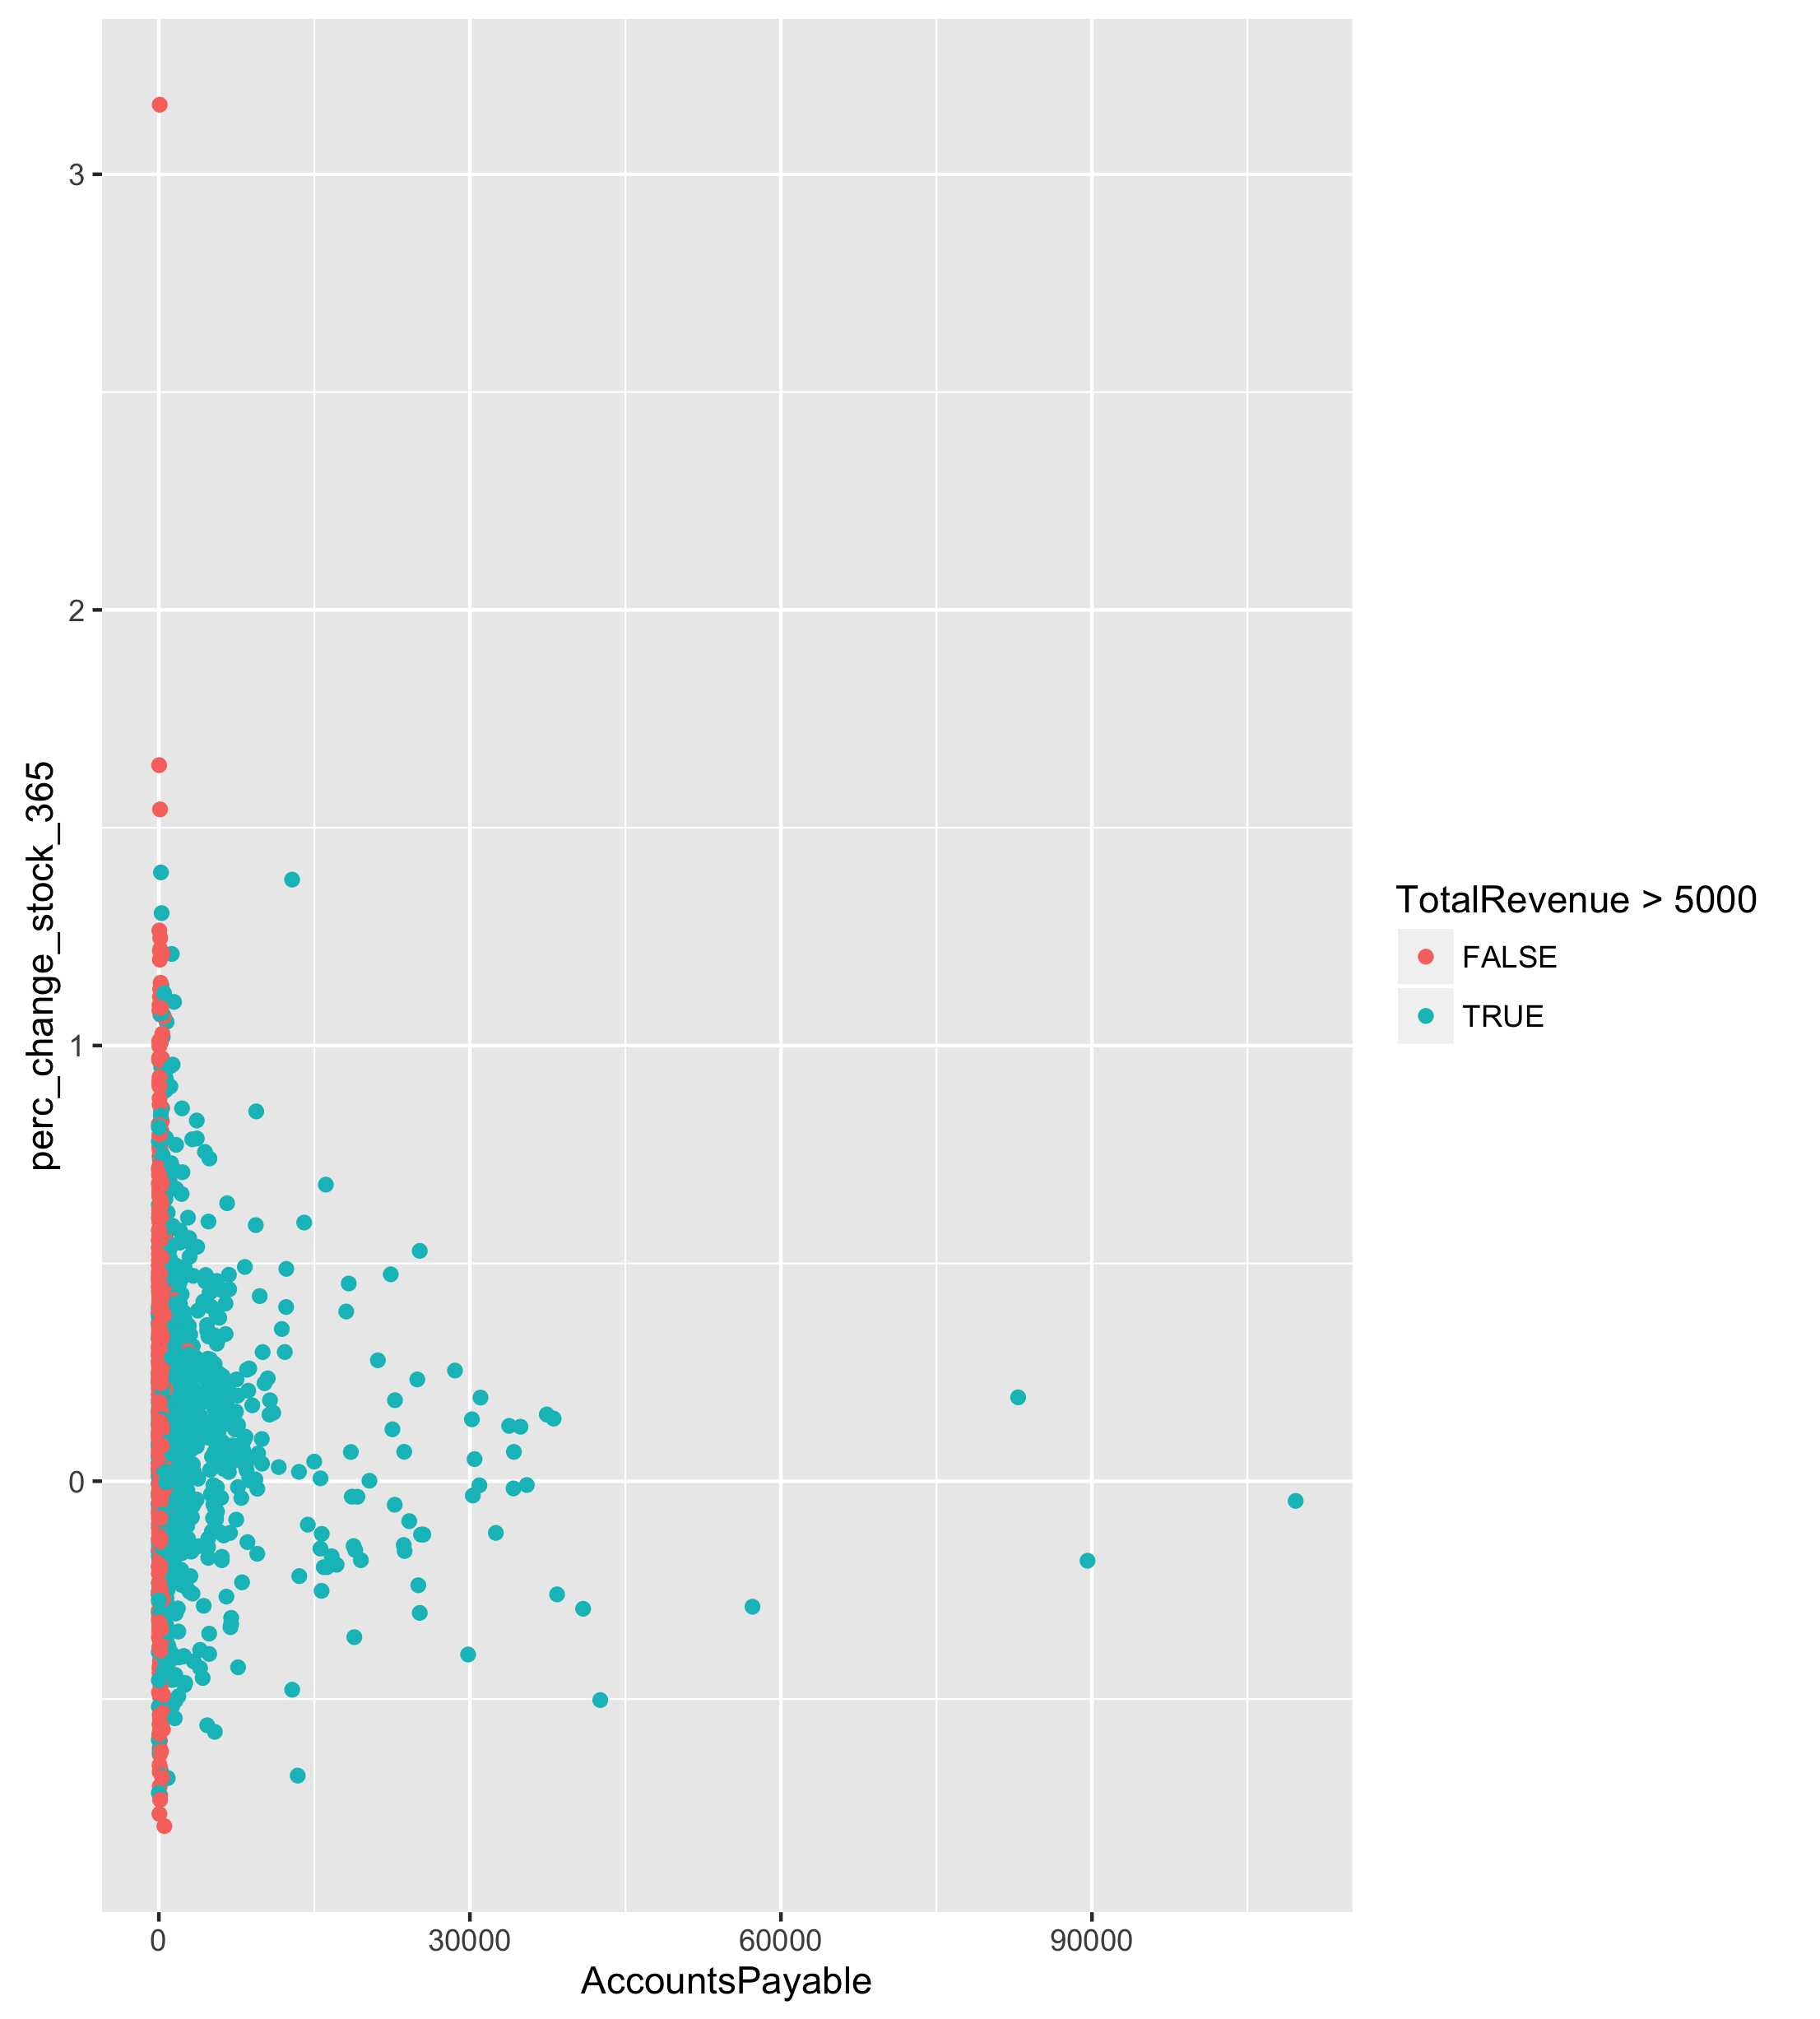 3
2
1
0
perc_change_stock_365
0 30000 60000 90000
AccountsPayable
TotalRevenue > 5000
FALSE
TRUE